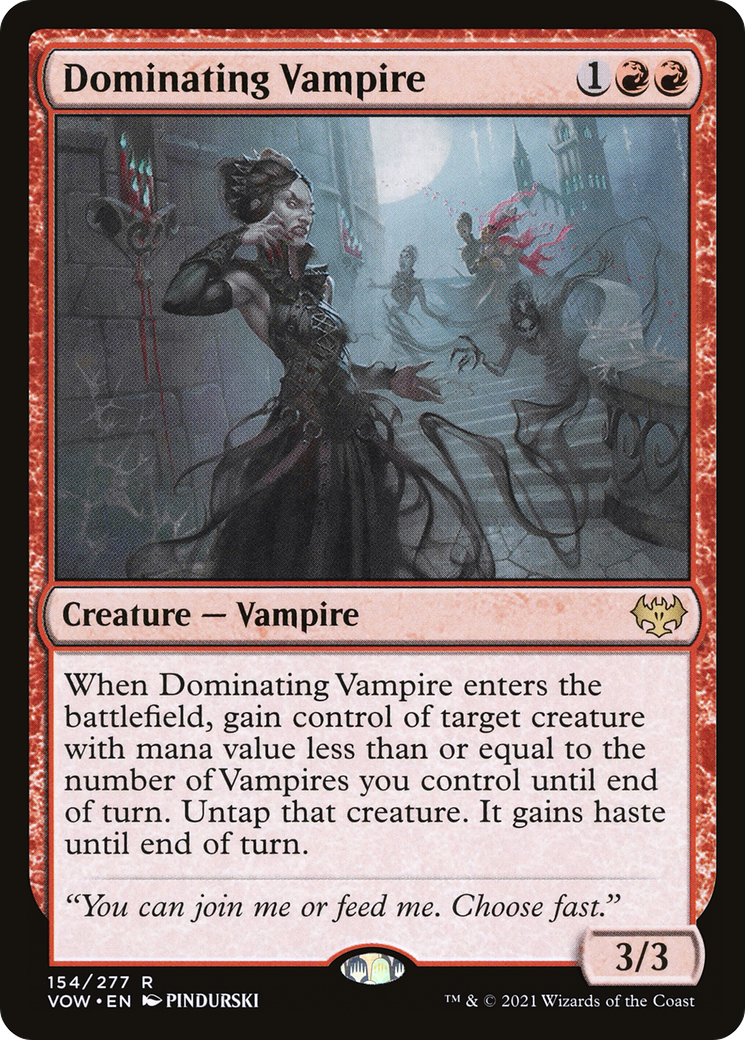 Dominating Vampire 1
Creature — Vampire
When Dominating Vampire enters the
battlefield, gain control of target creature
with mana value less than or equal to the
number of Vampires you control until end
of turn. Untap that creature. It gains haste
until end of turn.
“You can join me or feed me. Choose fast.”
3/3
154/277 R
VOW • EN PINDURSKI
™ & © 2021 Wizards of the Coast